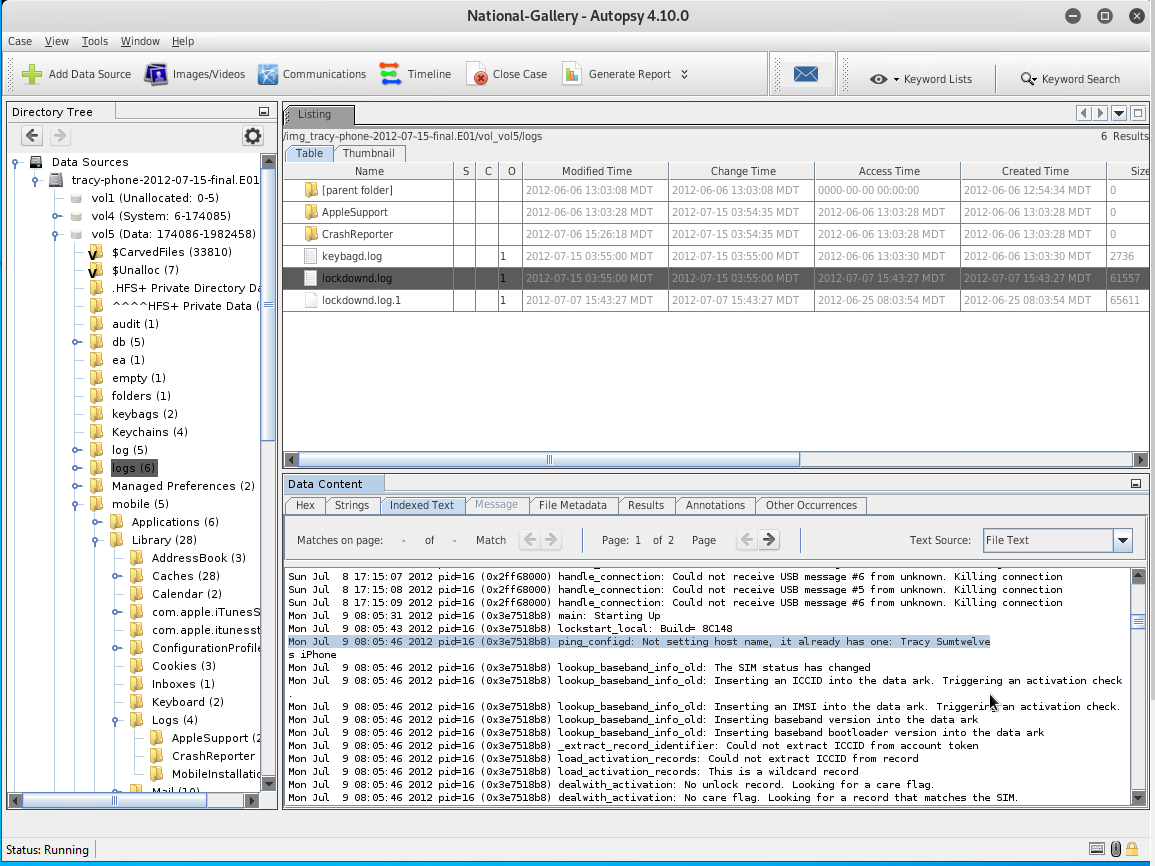 National-Gallery - Autopsy 4.10.0
Case View Tools Window Help
Add Data Source Images/Videos Communications Timeline Close Case Generate Report Keyword Lists Keyword Search
Directory Tree
Data Sources
tracy-phone-2012-07-15-final.E01
vol1 (Unallocated: 0-5)
vol4 (System: 6-174085)
vol5 (Data: 174086-1982458)
$CarvedFiles (33810)
$Unalloc (7)
.HFS+ Private Directory Da
^^^^HFS+ Private Data (
audit (1)
db (5)
ea (1)
empty (1)
folders (1)
keybags (2)
Keychains (4)
log (5)
logs (6)
Managed Preferences (2)
mobile (5)
Applications (6)
Library (28)
AddressBook (3)
Caches (28)
Calendar (2)
com.apple.iTunesS
com.apple.itunesst
ConfigurationProfile
Cookies (3)
Inboxes (1)
Keyboard (2)
Logs (4)
AppleSupport (2
CrashReporter
MobileInstallatio
Mail (10)
Listing
/img_tracy-phone-2012-07-15-final.E01/vol_vol5/logs
6 Results
Table Thumbnail
Name S C O Modified Time Change Time Access Time Created Time Size
[parent folder] 2012-06-06 13:03:08 MDT 2012-06-06 13:03:08 MDT 0000-00-00 00:00:00 2012-06-06 12:54:34 MDT 0
AppleSupport 2012-06-06 13:03:28 MDT 2012-07-15 03:54:35 MDT 2012-06-06 13:03:28 MDT 2012-06-06 13:03:28 MDT 0
CrashReporter 2012-07-06 15:26:18 MDT 2012-07-15 03:54:35 MDT 2012-06-06 13:03:28 MDT 2012-06-06 13:03:28 MDT 0
keybagd.log 1 2012-07-15 03:55:00 MDT 2012-07-15 03:55:00 MDT 2012-06-06 13:03:30 MDT 2012-06-06 13:03:30 MDT 2736
lockdownd.log 1 2012-07-15 03:55:00 MDT 2012-07-15 03:55:00 MDT 2012-07-07 15:43:27 MDT 2012-07-07 15:43:27 MDT 61557
lockdownd.log.1 1 2012-07-07 15:43:27 MDT 2012-07-07 15:43:27 MDT 2012-06-25 08:03:54 MDT 2012-06-25 08:03:54 MDT 65611
Data Content
Hex Strings Indexed Text Message File Metadata Results Annotations Other Occurrences
Matches on page: - of - Match Page: 1 of 2 Page Text Source: File Text
Sun Jul 8 17:15:07 2012 pid=16 (0x2ff68000) handle_connection: Could not receive USB message #6 from unknown. Killing connection
Sun Jul 8 17:15:08 2012 pid=16 (0x2ff68000) handle_connection: Could not receive USB message #5 from unknown. Killing connection
Sun Jul 8 17:15:09 2012 pid=16 (0x2ff68000) handle_connection: Could not receive USB message #6 from unknown. Killing connection
Mon Jul 9 08:05:31 2012 pid=16 (0x3e7518b8) main: Starting Up
Mon Jul 9 08:05:43 2012 pid=16 (0x3e7518b8) lockstart_local: Build= 8C148
Mon Jul 9 08:05:46 2012 pid=16 (0x3e7518b8) ping_configd: Not setting host name, it already has one: Tracy Sumtwelve
s iPhone
Mon Jul 9 08:05:46 2012 pid=16 (0x3e7518b8) lookup_baseband_info_old: The SIM status has changed
Mon Jul 9 08:05:46 2012 pid=16 (0x3e7518b8) lookup_baseband_info_old: Inserting an ICCID into the data ark. Triggering an activation check
.
Mon Jul 9 08:05:46 2012 pid=16 (0x3e7518b8) lookup_baseband_info_old: Inserting an IMSI into the data ark. Triggering an activation check.
Mon Jul 9 08:05:46 2012 pid=16 (0x3e7518b8) lookup_baseband_info_old: Inserting baseband version into the data ark
Mon Jul 9 08:05:46 2012 pid=16 (0x3e7518b8) lookup_baseband_info_old: Inserting baseband bootloader version into the data ark
Mon Jul 9 08:05:46 2012 pid=16 (0x3e7518b8) _extract_record_identifier: Could not extract ICCID from account token
Mon Jul 9 08:05:46 2012 pid=16 (0x3e7518b8) load_activation_records: Could not extract ICCID from record
Mon Jul 9 08:05:46 2012 pid=16 (0x3e7518b8) load_activation_records: This is a wildcard record
Mon Jul 9 08:05:46 2012 pid=16 (0x3e7518b8) dealwith_activation: No unlock record. Looking for a care flag.
Mon Jul 9 08:05:46 2012 pid=16 (0x3e7518b8) dealwith_activation: No care flag. Looking for a record that matches the SIM.
Status: Running